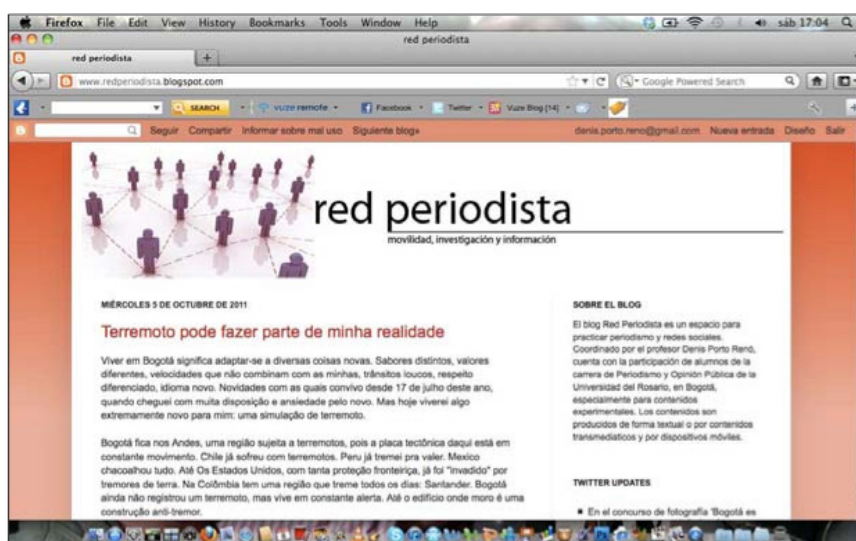 Firefox File Edit View History Bookmarks Tools Window Help sáb 17:04
red periodista
red periodista
www.redperiodista.blogspot.com Google Powered Search
SEARCH vuze remote Facebook Twitter Vuze Blog [14]
Seguir Compartir Informar sobre mal uso Siguiente blog» denis.porto.reno@gmail.com Nueva entrada Diseño Salir
red periodista
movilidad, investigación y información
MIÉRCOLES 5 DE OCTUBRE DE 2011
Terremoto pode fazer parte de minha realidade
Viver em Bogotá significa adaptar-se a diversas coisas novas. Sabores distintos, valores
diferentes, velocidades que não combinam com as minhas, trânsitos loucos, respeito
diferenciado, idioma novo. Novidades com as quais convivo desde 17 de julho deste ano,
quando cheguei com muita disposição e ansiedade pelo novo. Mas hoje viverei algo
extremamente novo para mim: uma simulação de terremoto.
Bogotá fica nos Andes, uma região sujeita a terremotos, pois a placa tectônica daqui está em
constante movimento. Chile já sofreu com terremotos. Peru já tremei pra valer. Mexico
chacoalhou tudo. Até Os Estados Unidos, com tanta proteção fronteiriça, já foi "invadido" por
tremores de terra. Na Colômbia tem uma região que treme todos os dias: Santander. Bogotá
ainda não registrou um terremoto, mas vive em constante alerta. Até o edifício onde moro é uma
construção anti-tremor.
SOBRE EL BLOG
El blog Red Periodista es un espacio para
practicar periodismo y redes sociales.
Coordinado por el profesor Denis Porto Renó,
cuenta con la participación de alumnos de la
carrera de Periodismo y Opinión Pública de la
Universidad del Rosario, en Bogotá,
especialmente para contenidos
experimentales. Los contenidos son
producidos de forma textual o por contenidos
transmediaticos y por dispositivos móviles.
TWITTER UPDATES
En el concurso de fotografía 'Bogotá es